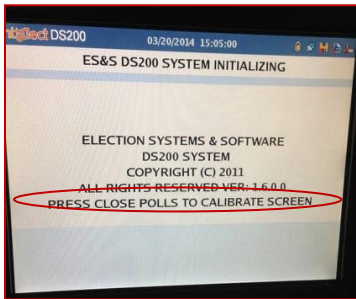 DS200 03/20/2014 15:05:00
ES&S DS200 SYSTEM INITIALIZING
ELECTION SYSTEMS & SOFTWARE
DS200 SYSTEM
COPYRIGHT (C) 2011
ALL RIGHTS RESERVED VER: 1.6.0.0
PRESS CLOSE POLLS TO CALIBRATE SCREEN